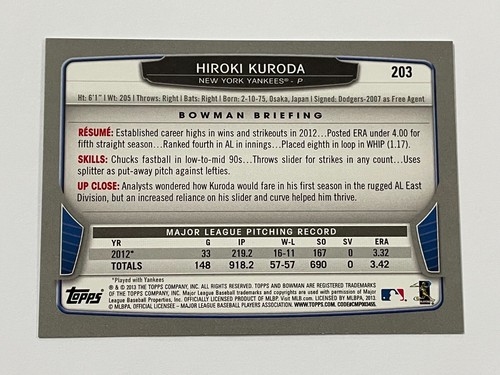 HIROKI KURODA
NEW YORK YANKEES® - P
203
Ht: 6'1" | Wt: 205 | Throws: Right | Bats: Right | Born: 2-10-75, Osaka, Japan | Signed: Dodgers-2007 as Free Agent
BOWMAN BRIEFING
RÉSUMÉ: Established career highs in wins and strikeouts in 2012...Posted ERA under 4.00 for
fifth straight season...Ranked fourth in AL in innings...Placed eighth in loop in WHIP (1.17).
SKILLS: Chucks fastball in low-to-mid 90s...Throws slider for strikes in any count...Uses
splitter as put-away pitch against lefties.
UP CLOSE: Analysts wondered how Kuroda would fare in his first season in the rugged AL East
Division, but an increased reliance on his slider and curve helped him thrive.
MAJOR LEAGUE PITCHING RECORD
YR G IP W-L SO SV ERA
2012* 33 219.2 16-11 167 0 3.32
TOTALS 148 918.2 57-57 690 0 3.42
*Played with Yankees
Topps
® & © 2013 THE TOPPS COMPANY, INC. ALL RIGHTS RESERVED. TOPPS AND BOWMAN ARE REGISTERED TRADEMARKS
OF THE TOPPS COMPANY, INC. Major League Baseball trademarks and copyrights are used with permission of Major
League Baseball Properties, Inc. OFFICIALLY LICENSED PRODUCT OF MLBP. Visit MLB.com. LICENSED BY MLBPA, 2013.
© MLBPA, OFFICIAL LICENSEE - MAJOR LEAGUE BASEBALL PLAYERS ASSOCIATION. WWW.TOPPS.COM.